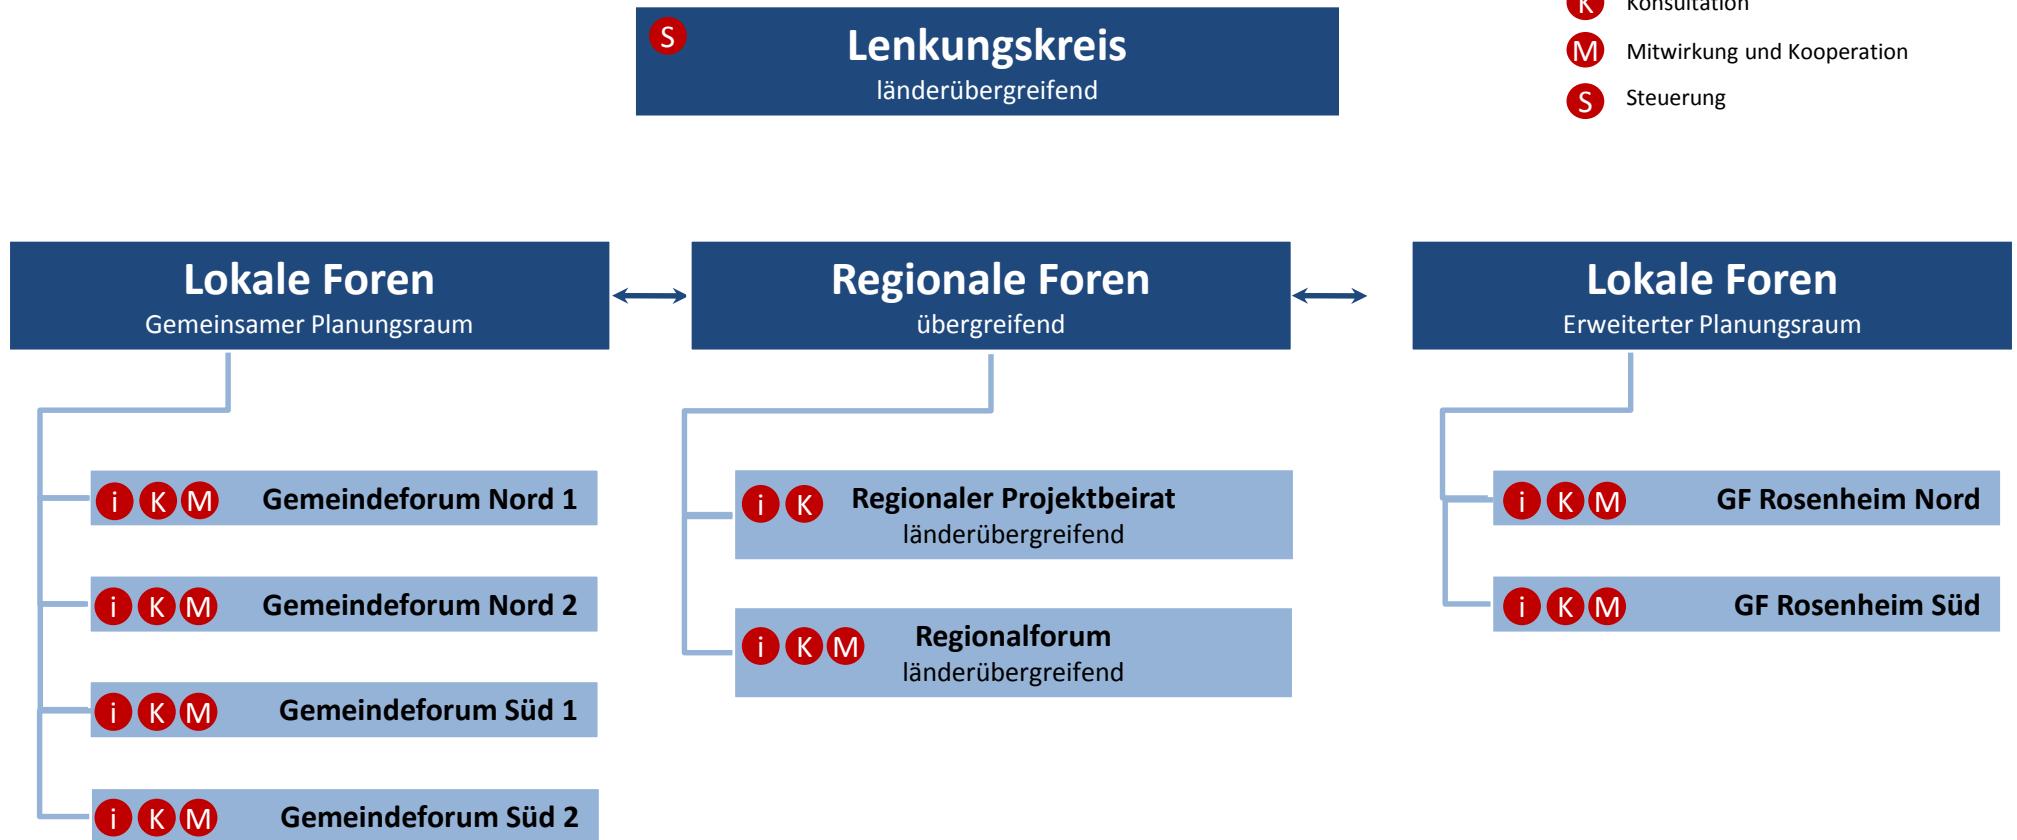 K Konsultation
M Mitwirkung und Kooperation
S Steuerung
S
Lenkungskreis
länderübergreifend
Lokale Foren
Gemeinsamer Planungsraum
i K M Gemeindeforum Nord 1
i K M Gemeindeforum Nord 2
i K M Gemeindeforum Süd 1
i K M Gemeindeforum Süd 2
Regionale Foren
übergreifend
i K Regionaler Projektbeirat
länderübergreifend
i K M Regionalforum
länderübergreifend
Lokale Foren
Erweiterter Planungsraum
i K M GF Rosenheim Nord
i K M GF Rosenheim Süd